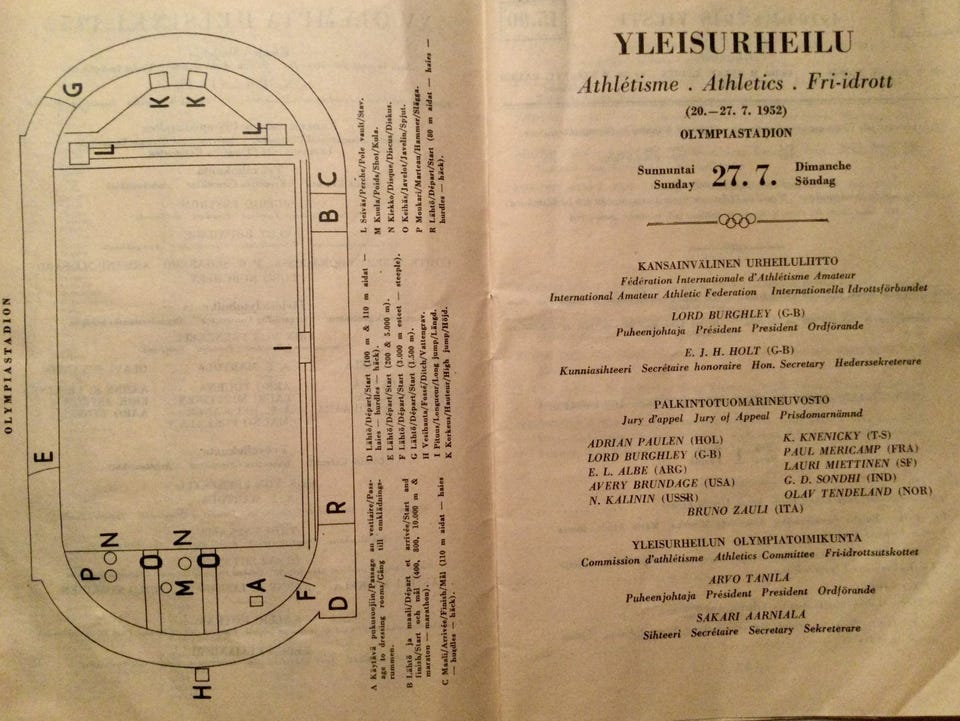 OLYMPIASTADION
G
K
K
L
L
C
B
I
E
R
N
P
N
O
M
O
A
F
D
H
A Käytävä pukusuojiin/Passage au vestiaire/Pass-
age to dressing rooms/Gång till omklädnings-
rummen.
B Lähtö ja maali/Départ et arrivée/Start and
finish/Start och mål (400, 800, 10.000 m &
maraton — marathon).
C Maali/Arrivée/Finish/Mål (110 m aidat — haies
— hurdles — häck).
D Lähtö/Départ/Start (100 m & 110 m aidat —
haies — hurdles — häck).
E Lähtö/Départ/Start (200 & 5.000 m).
F Lähtö/Départ/Start (3.000 m esteet — steeple).
G Lähtö/Départ/Start (1.500 m).
H Vesihauta/Fossé/Ditch/Vattengrav.
I Pituus/Longueur/Long jump/Längd.
K Korkeus/Hauteur/High jump/Höjd.
L Seiväs/Perche/Pole vault/Stav.
M Kuula/Poids/Shot/Kula.
N Kiekko/Disque/Discus/Diskus.
O Keihäs/Javelot/Javelin/Spjut.
P Moukari/Marteau/Hammer/Slägga.
R Lähtö/Départ/Start (80 m aidat — haies —
hurdles — häck).
YLEISURHEILU
Athlétisme . Athletics . Fri-idrott
(20.—27. 7. 1952)
OLYMPIASTADION
Sunnuntai 27. 7. Dimanche
Sunday Söndag
KANSAINVÄLINEN URHEILULIITTO
Fédération Internationale d'Athlétisme Amateur
International Amateur Athletic Federation Internationella Idrottsförbundet
LORD BURGHLEY (G-B)
Puheenjohtaja Président President Ordförande
E. J. H. HOLT (G-B)
Kunniasihteeri Secrétaire honoraire Hon. Secretary Hederssekreterare
PALKINTOTUOMARINEUVOSTO
Jury d'appel Jury of Appeal Prisdomarnämnd
ADRIAN PAULEN (HOL)
LORD BURGHLEY (G-B)
E. L. ALBE (ARG)
AVERY BRUNDAGE (USA)
N. KALININ (USSR)
K. KNENICKY (T-S)
PAUL MERICAMP (FRA)
LAURI MIETTINEN (SF)
G. D. SONDHI (IND)
OLAV TENDELAND (NOR)
BRUNO ZAULI (ITA)
YLEISURHEILUN OLYMPIATOIMIKUNTA
Commission d'athlétisme Athletics Committee Fri-idrottsutskottet
ARVO TANILA
Puheenjohtaja Président President Ordförande
SAKARI AARNIALA
Sihteeri Secrétaire Secretary Sekreterare